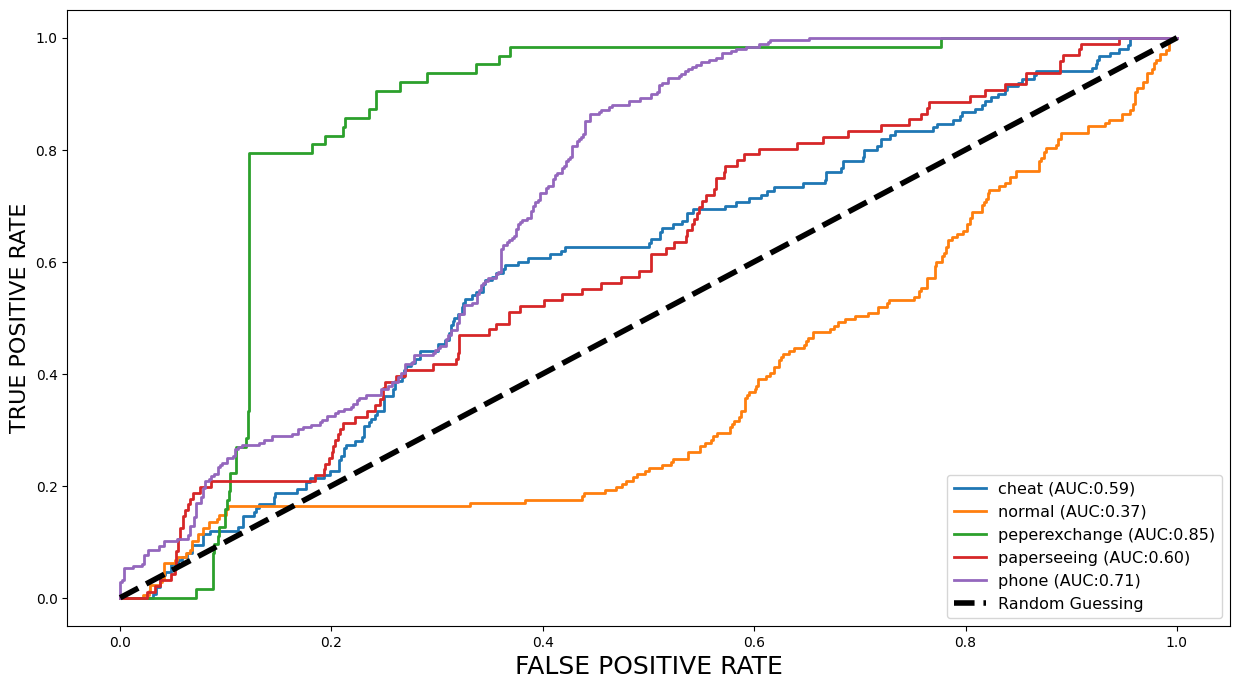 1.0
0.8
0.6
0.4
0.2
0.0
TRUE POSITIVE RATE
0.0 0.2 0.4 0.6 0.8 1.0
FALSE POSITIVE RATE
cheat (AUC:0.59)
normal (AUC:0.37)
peperexchange (AUC:0.85)
paperseeing (AUC:0.60)
phone (AUC:0.71)
Random Guessing